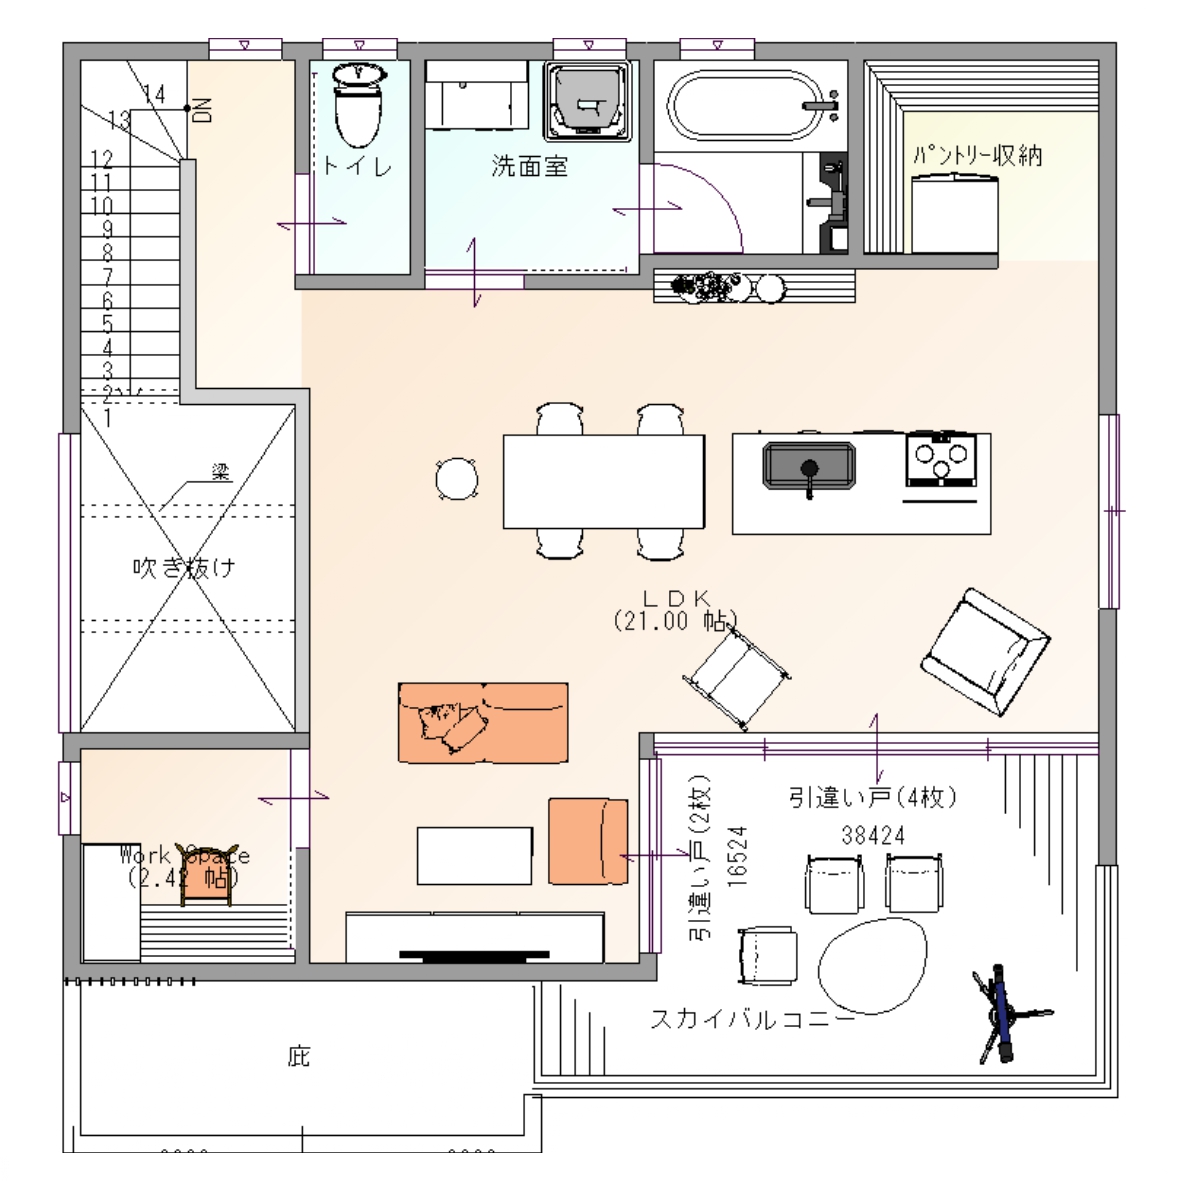 14
DN
13
12
11
10
9
8
7
6
5
4
3
2
1
トイレ
洗面室
パントリー収納
梁
吹き抜け
LDK
(21.00 帖)
Work Space
(2.42 帖)
引違い戸(2枚)
16524
引違い戸(4枚)
38424
スカイバルコニー
庇